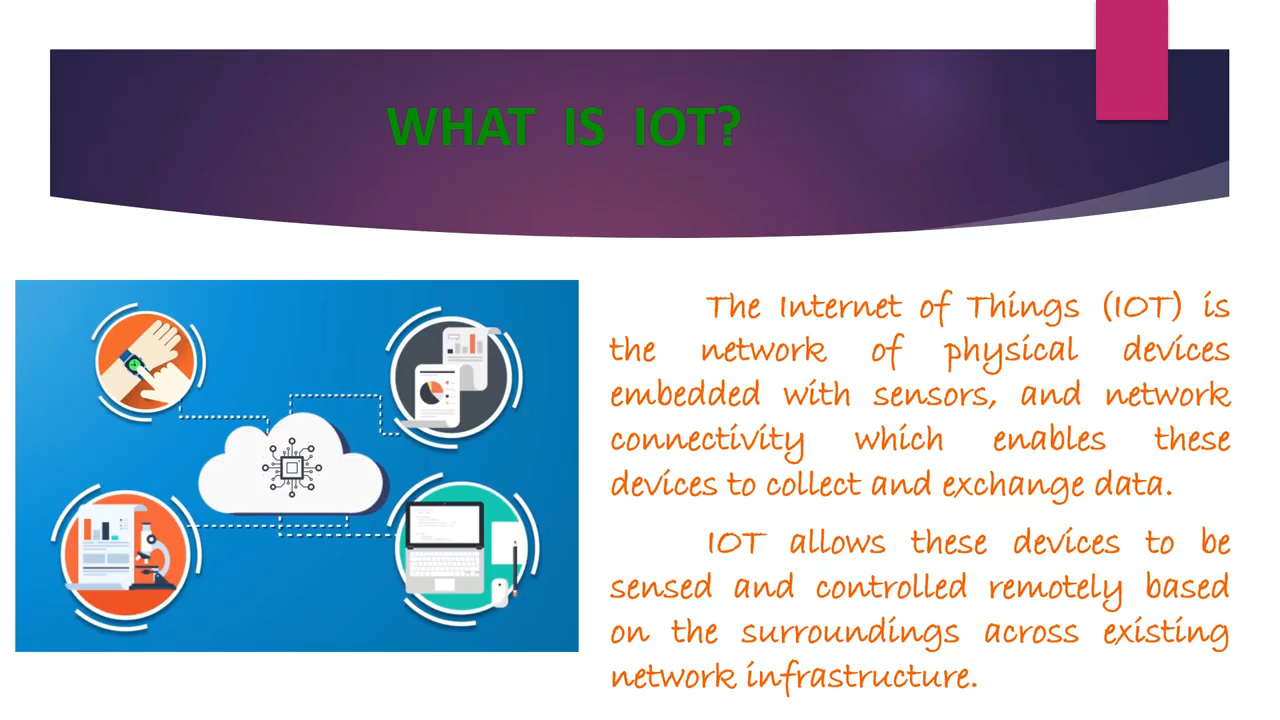 WHAT IS IOT?
The Internet of Things (IOT) is
the network of physical devices
embedded with sensors, and network
connectivity which enables these
devices to collect and exchange data.
IOT allows these devices to be
sensed and controlled remotely based
on the surroundings across existing
network infrastructure.